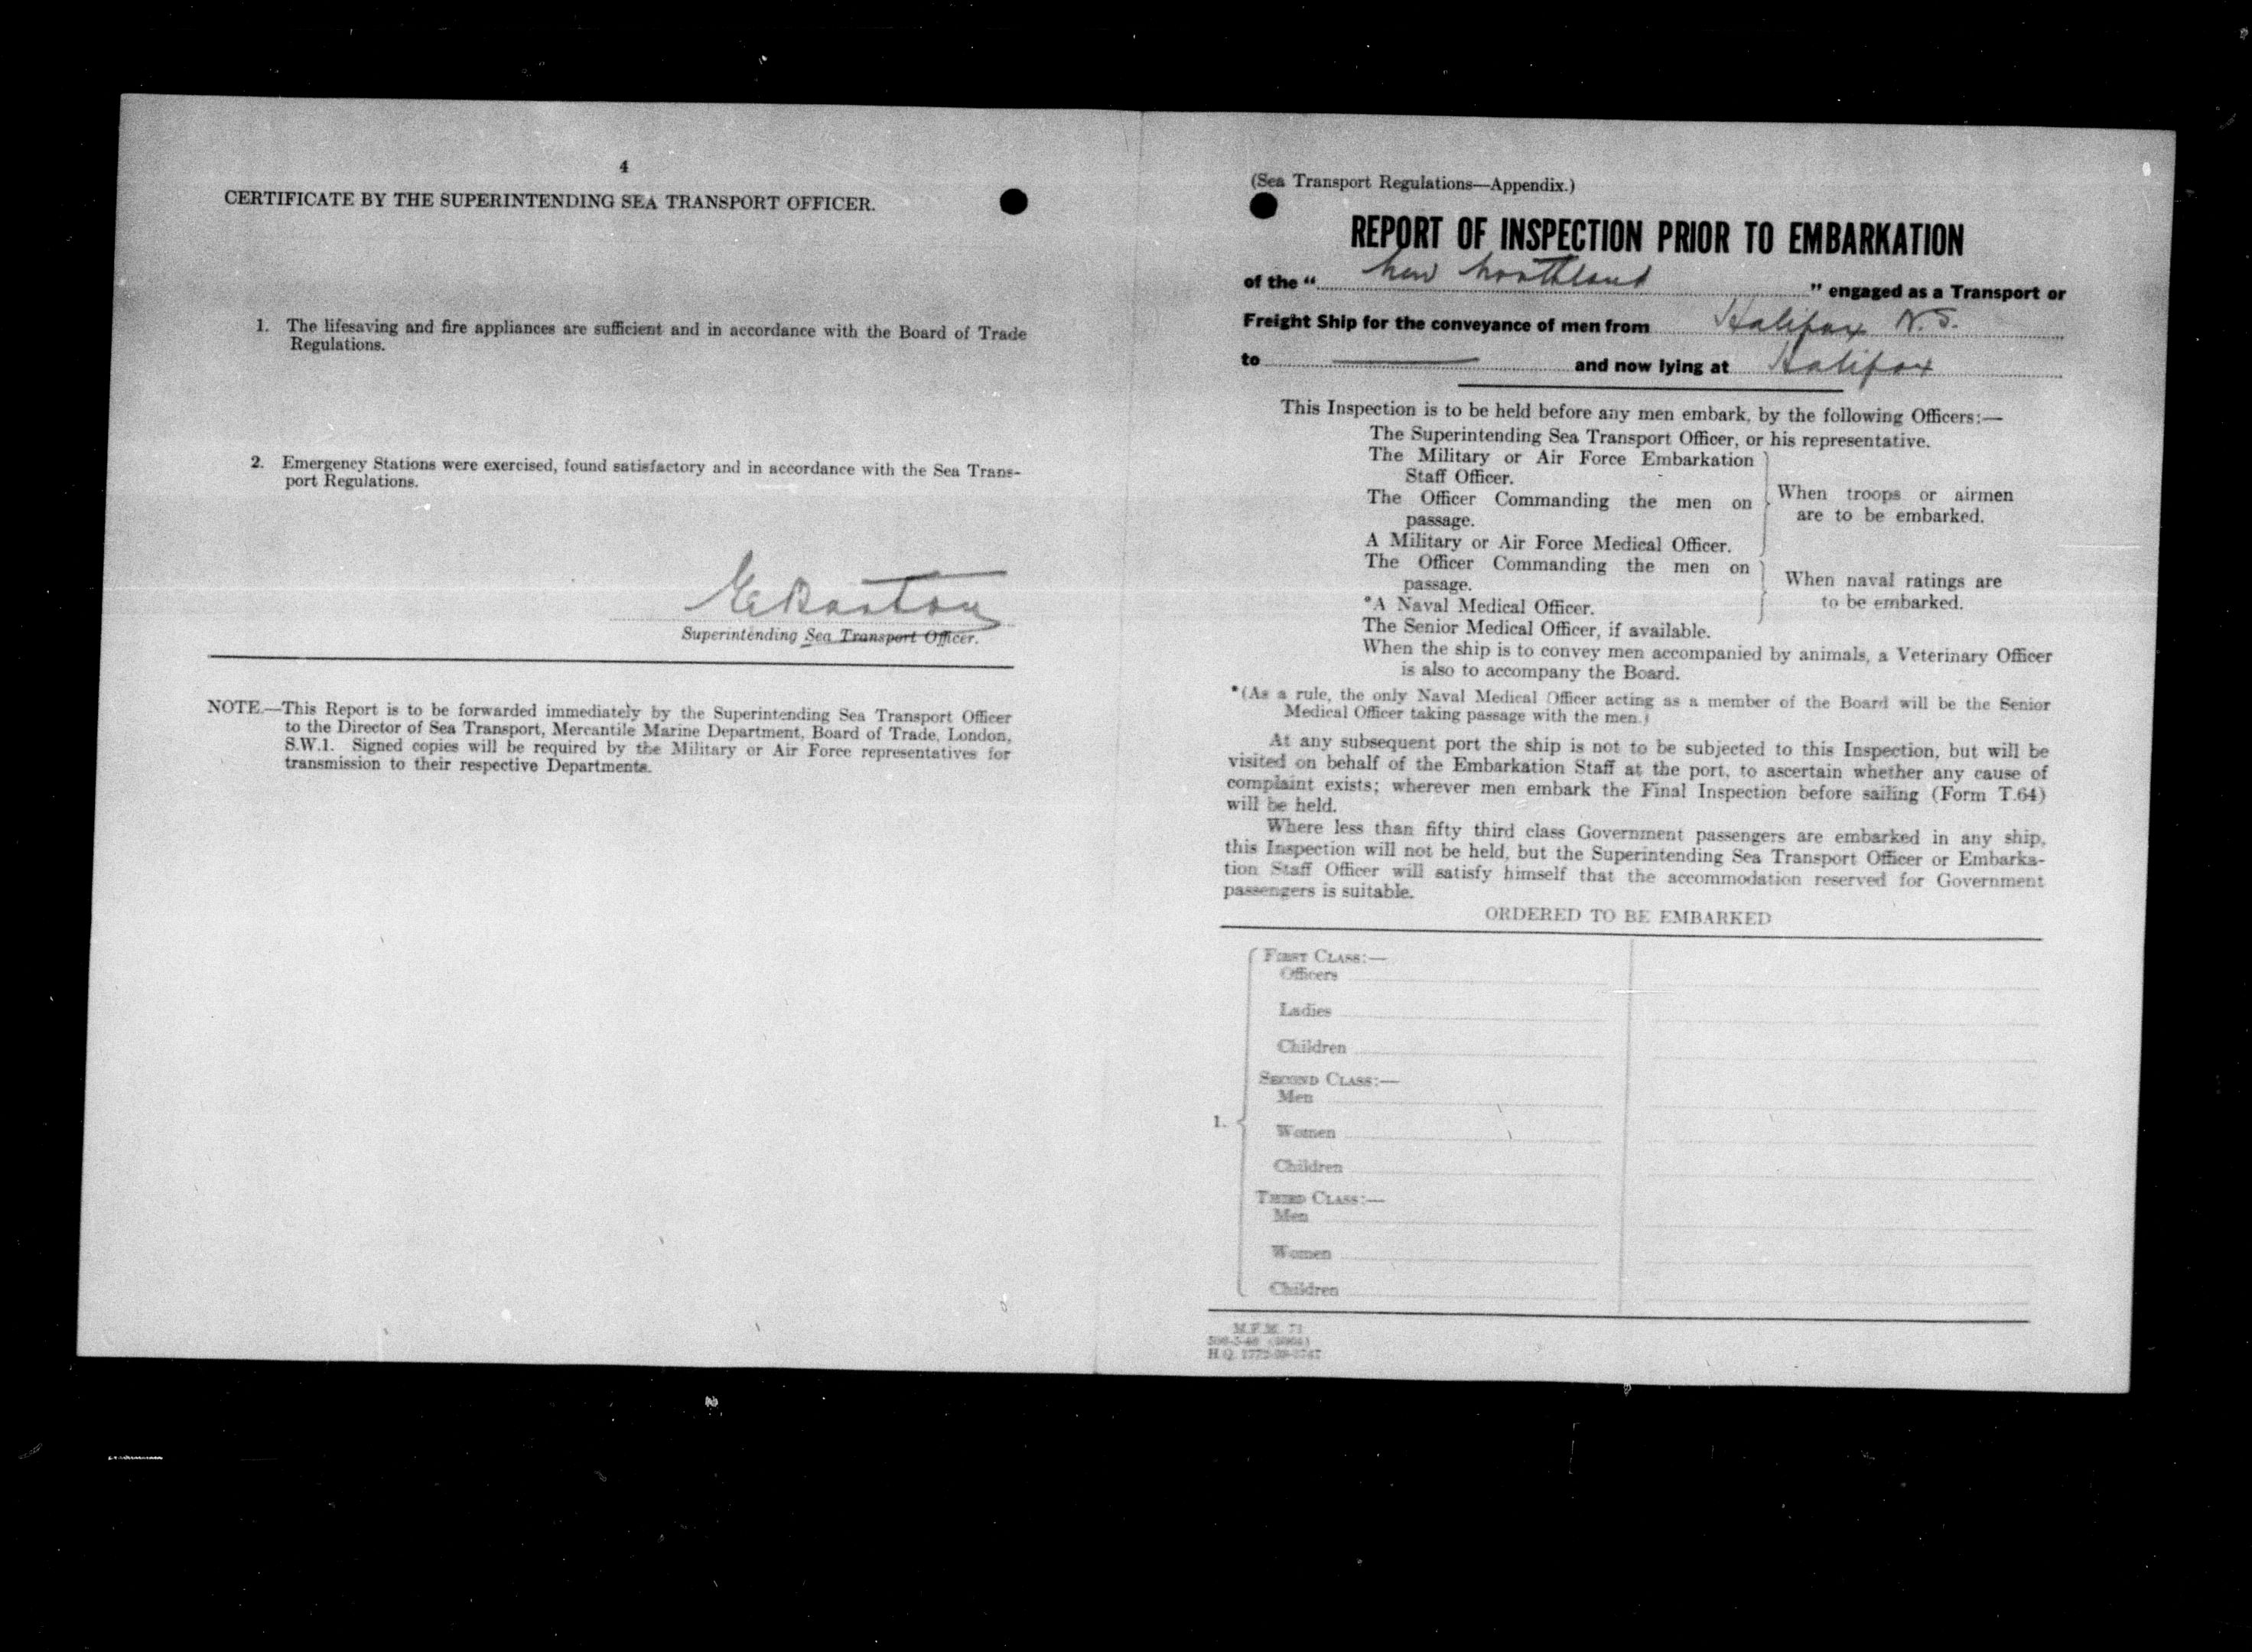 4
CERTIFICATE BY THE SUPERINTENDING SEA TRANSPORT OFFICER.
1. The lifesaving and fire appliances are sufficient and in accordance with the Board of Trade
Regulations.
2. Emergency Stations were exercised, found satisfactory and in accordance with the Sea Trans-
port Regulations.
Superintending Sea Transport Officer.
NOTE.—This Report is to be forwarded immediately by the Superintending Sea Transport Officer
to the Director of Sea Transport, Mercantile Marine Department, Board of Trade, London,
S.W.1. Signed copies will be required by the Military or Air Force representatives for
transmission to their respective Departments.
(Sea Transport Regulations—Appendix.)
REPORT OF INSPECTION PRIOR TO EMBARKATION
of the “ New Northland ” engaged as a Transport or
Freight Ship for the conveyance of men from Halifax N.S.
to — and now lying at Halifax
This Inspection is to be held before any men embark, by the following Officers:—
The Superintending Sea Transport Officer, or his representative.
The Military or Air Force Embarkation
Staff Officer.
The Officer Commanding the men on
passage.
A Military or Air Force Medical Officer.
When troops or airmen
are to be embarked.
The Officer Commanding the men on
passage.
*A Naval Medical Officer.
When naval ratings are
to be embarked.
The Senior Medical Officer, if available.
When the ship is to convey men accompanied by animals, a Veterinary Officer
is also to accompany the Board.
*(As a rule, the only Naval Medical Officer acting as a member of the Board will be the Senior
Medical Officer taking passage with the men.)
At any subsequent port the ship is not to be subjected to this Inspection, but will be
visited on behalf of the Embarkation Staff at the port, to ascertain whether any cause of
complaint exists; wherever men embark the Final Inspection before sailing (Form T.64)
will be held.
Where less than fifty third class Government passengers are embarked in any ship,
this Inspection will not be held, but the Superintending Sea Transport Officer or Embarka-
tion Staff Officer will satisfy himself that the accommodation reserved for Government
passengers is suitable.
ORDERED TO BE EMBARKED
1.
FIRST CLASS:—
Officers
Ladies
Children
SECOND CLASS:—
Men
Women
Children
THIRD CLASS:—
Men
Women
Children
M.F.M. 71
H.Q.